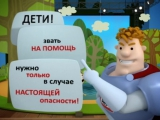 ДЕТИ!
звать
НА ПОМОЩЬ
нужно
только
в случае
НАСТОЯЩЕЙ
опасности!